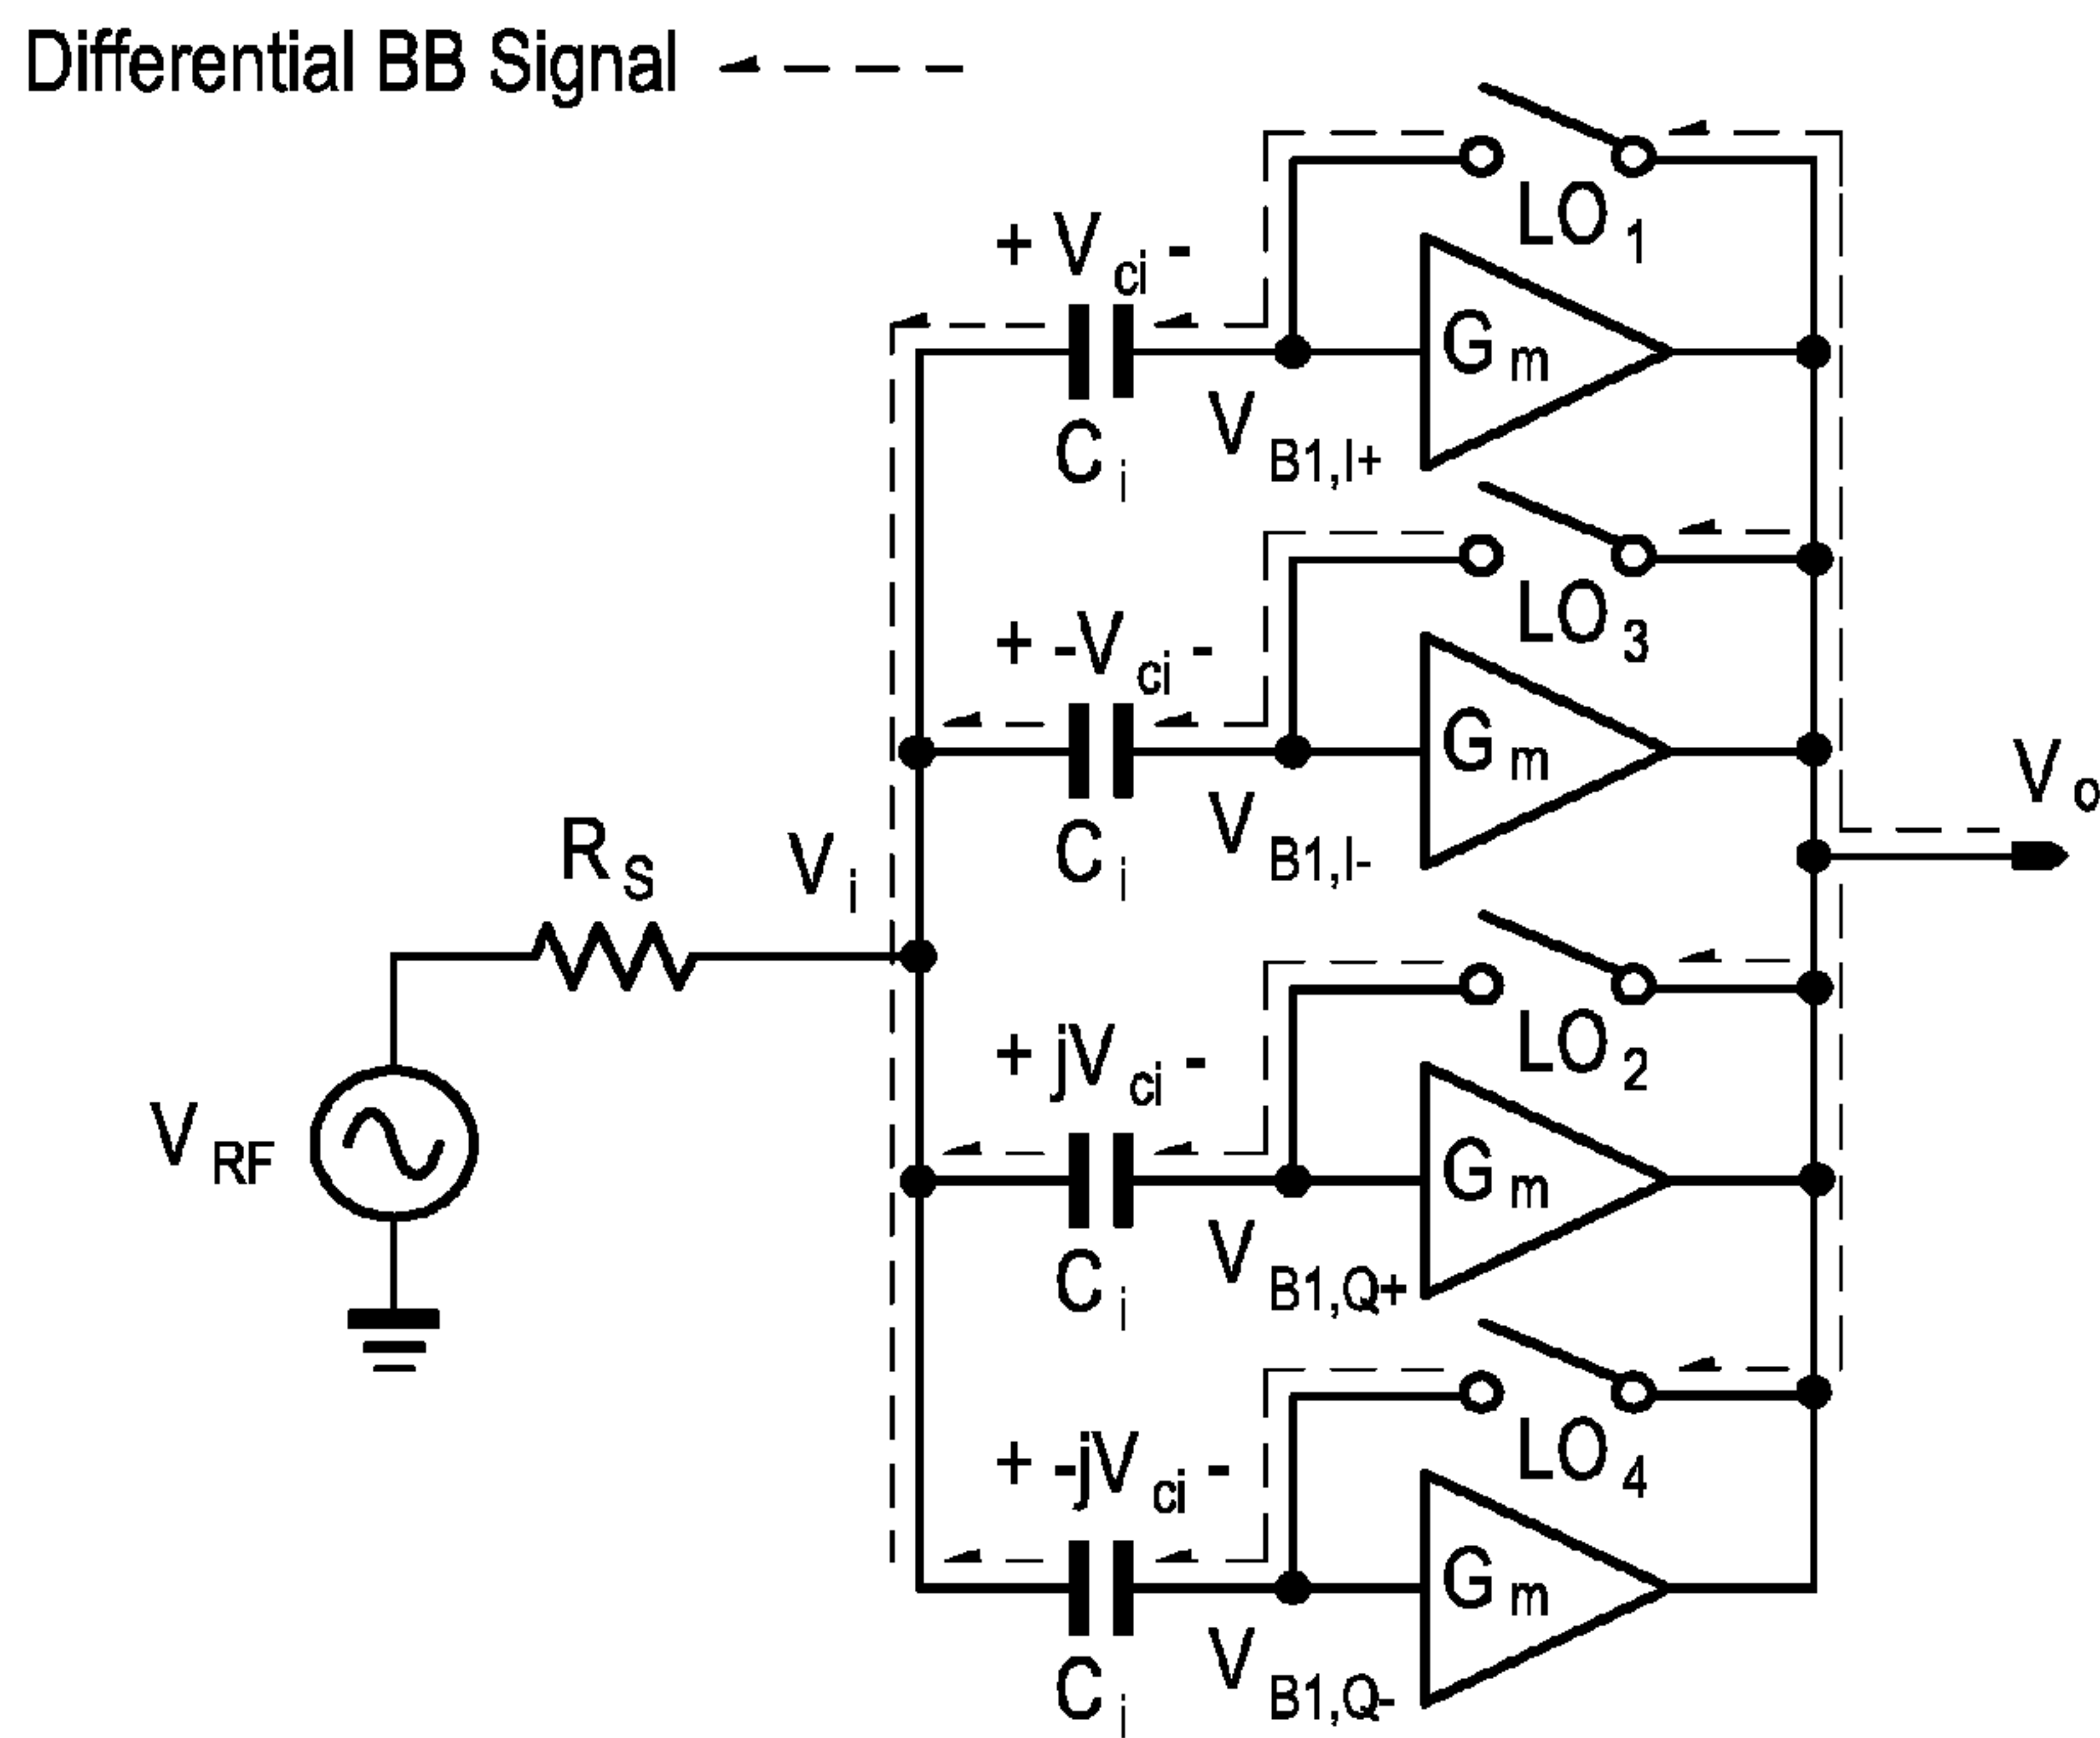 Differential BB Signal
LO 1
+ V ci -
G m
C i
V B1,I+
LO 3
+ -V ci -
G m
C i
V B1,I-
V o
R S
V i
LO 2
+ jV ci -
G m
C i
V B1,Q+
V RF
LO 4
+ -jV ci -
G m
C i
V B1,Q-